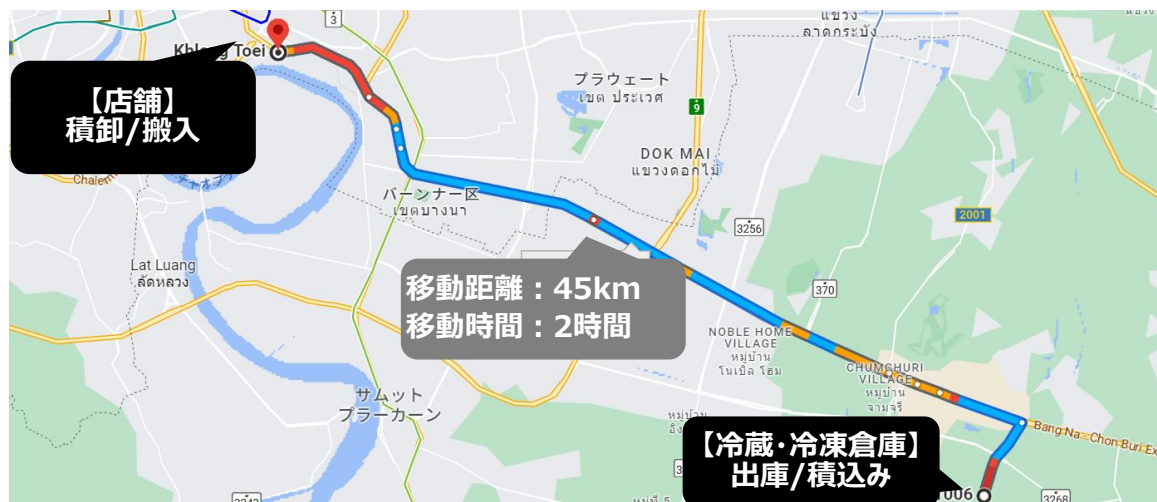 3
แขวง
ลาดกระบัง
Khlong Toei
【店舗】
積卸/搬入
プラウェート
เขต ประเวศ
9
DOK MAI
แขวงดอกไม้
バーンナー区
เขตบางนา
2001
3256
Lat Luang
ลัดหลวง
移動距離：45km
移動時間：2時間
370
NOBLE HOME
VILLAGE
หมู่บ้าน
โนเบิล โฮม
CHUMCHURI
VILLAGE
หมู่บ้าน
จามจุรี
サムット
プラーカーン
Bang Na - Chon Buri Ex
【冷蔵･冷凍倉庫】
出庫/積込み
3268